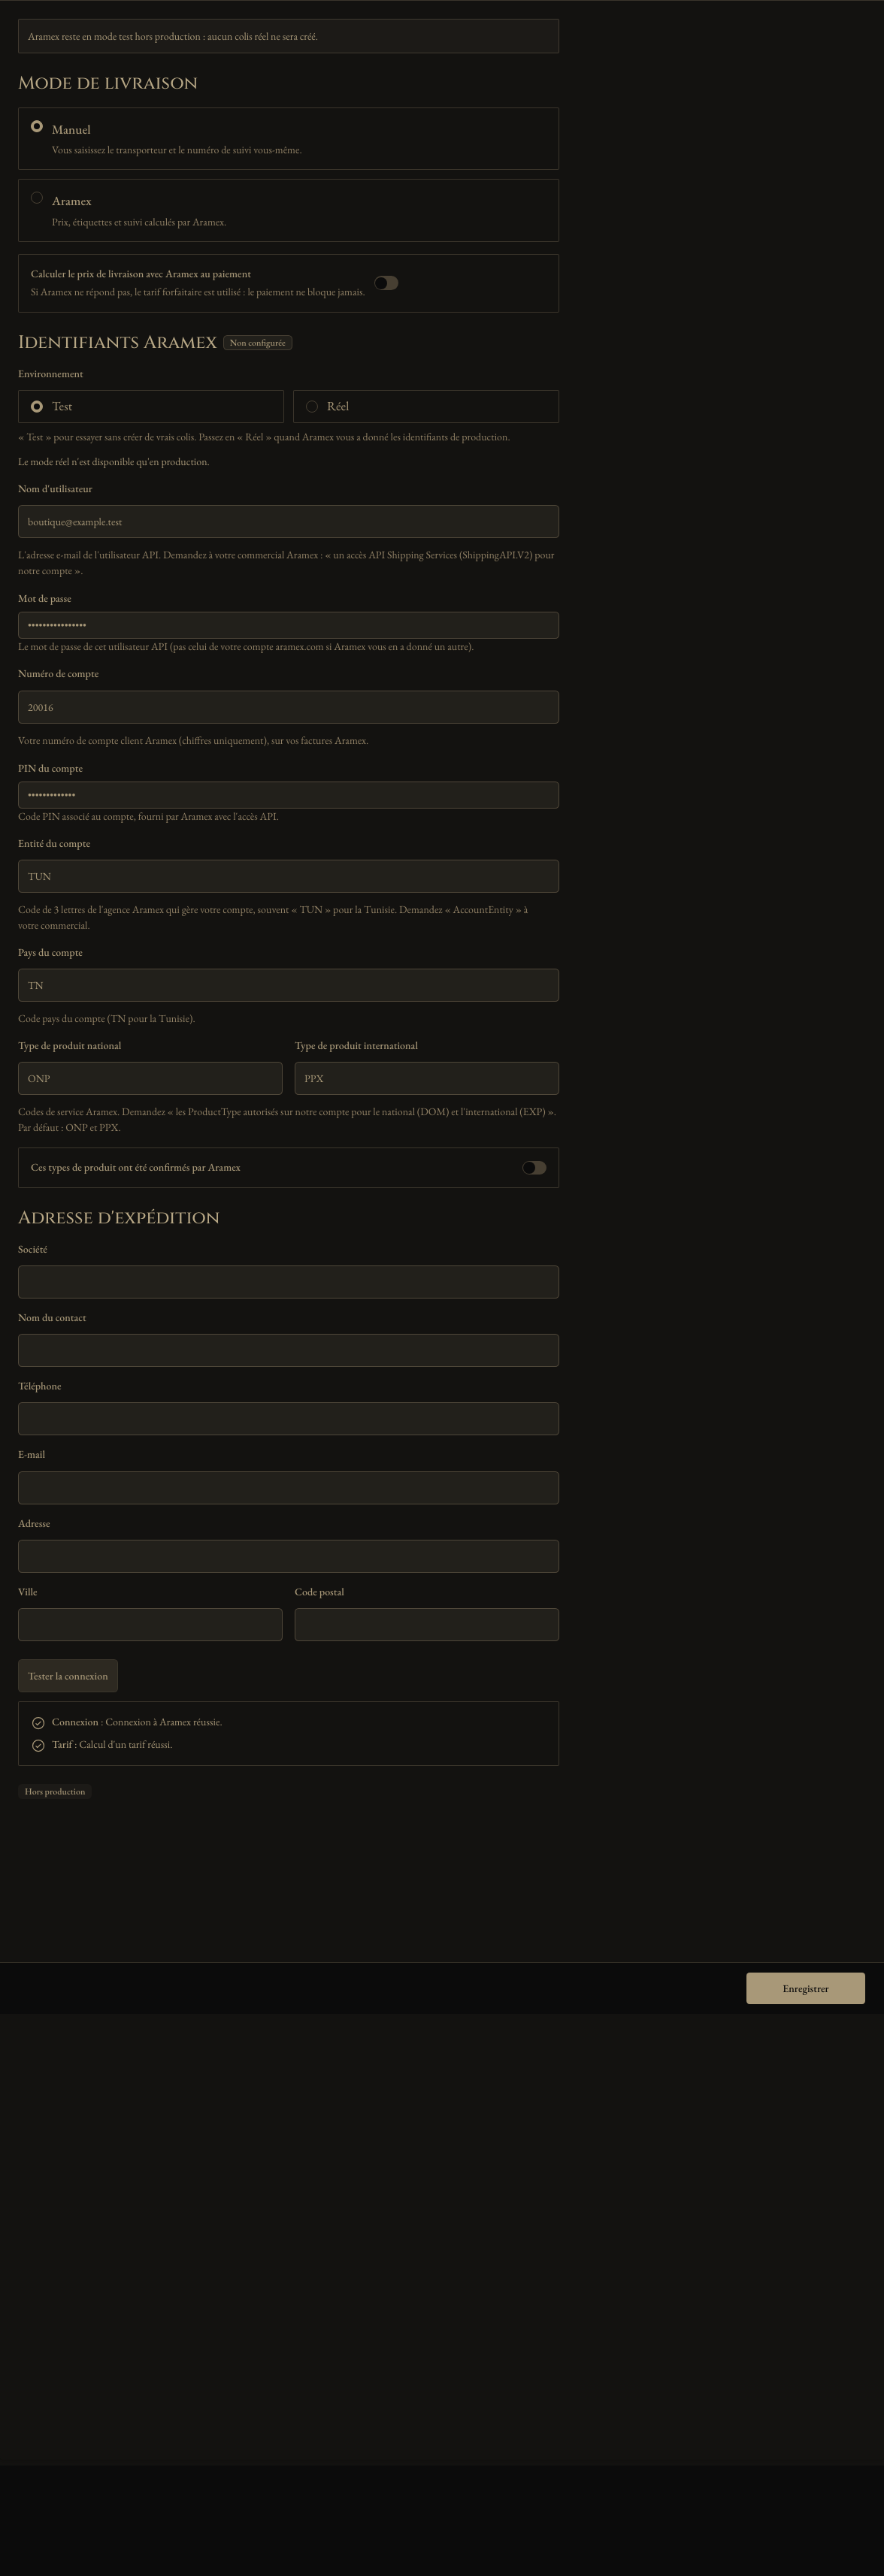 Aramex reste en mode test hors production : aucun colis réel ne sera créé.
Mode de livraison
Manuel
Vous saisissez le transporteur et le numéro de suivi vous-même.
Aramex
Prix, étiquettes et suivi calculés par Aramex.
Calculer le prix de livraison avec Aramex au paiement
Si Aramex ne répond pas, le tarif forfaitaire est utilisé : le paiement ne bloque jamais.
Identifiants Aramex Non configurée
Environnement
Test Réel
« Test » pour essayer sans créer de vrais colis. Passez en « Réel » quand Aramex vous a donné les identifiants de production.
Le mode réel n'est disponible qu'en production.
Nom d'utilisateur
boutique@example.test
L'adresse e-mail de l'utilisateur API. Demandez à votre commercial Aramex : « un accès API Shipping Services (ShippingAPI.V2) pour
notre compte ».
Mot de passe
••••••••••••••••
Le mot de passe de cet utilisateur API (pas celui de votre compte aramex.com si Aramex vous en a donné un autre).
Numéro de compte
20016
Votre numéro de compte client Aramex (chiffres uniquement), sur vos factures Aramex.
PIN du compte
•••••••••••••
Code PIN associé au compte, fourni par Aramex avec l'accès API.
Entité du compte
TUN
Code de 3 lettres de l'agence Aramex qui gère votre compte, souvent « TUN » pour la Tunisie. Demandez « AccountEntity » à
votre commercial.
Pays du compte
TN
Code pays du compte (TN pour la Tunisie).
Type de produit national Type de produit international
ONP PPX
Codes de service Aramex. Demandez « les ProductType autorisés sur notre compte pour le national (DOM) et l'international (EXP) ».
Par défaut : ONP et PPX.
Ces types de produit ont été confirmés par Aramex
Adresse d'expédition
Société
Nom du contact
Téléphone
E-mail
Adresse
Ville Code postal
Tester la connexion
Connexion : Connexion à Aramex réussie.
Tarif : Calcul d'un tarif réussi.
Hors production
Enregistrer